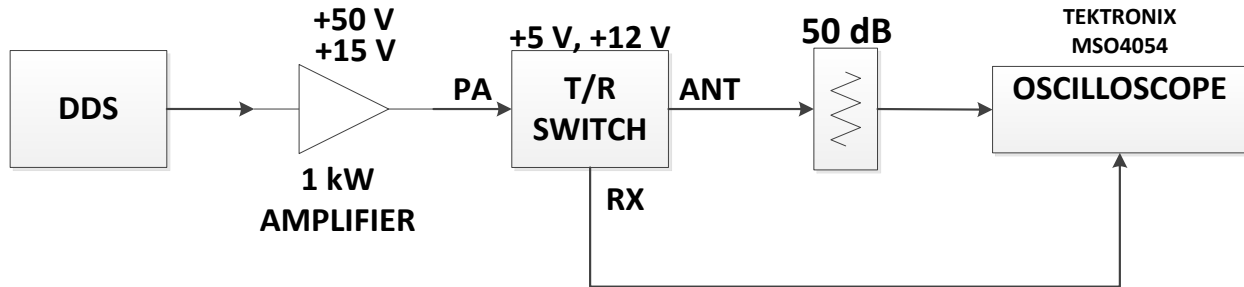 DDS
+50 V
+15 V
1 kW
AMPLIFIER
PA
+5 V, +12 V
T/R
SWITCH
ANT
RX
50 dB
TEKTRONIX
MSO4054
OSCILLOSCOPE